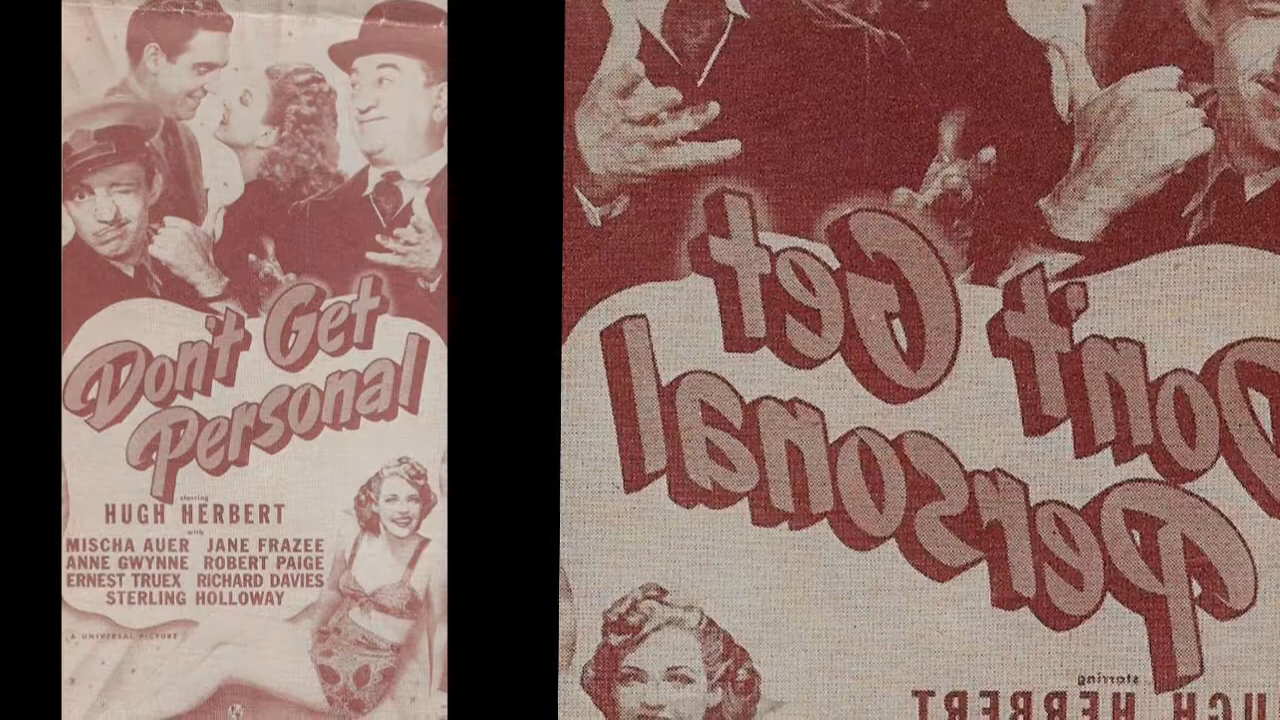 Don't Get
Personal
starring
HUGH HERBERT
with
MISCHA AUER JANE FRAZEE
ANNE GWYNNE ROBERT PAIGE
ERNEST TRUEX RICHARD DAVIES
STERLING HOLLOWAY
A UNIVERSAL PICTURE
Don't Get
Personal
starring
UGH HERBERT